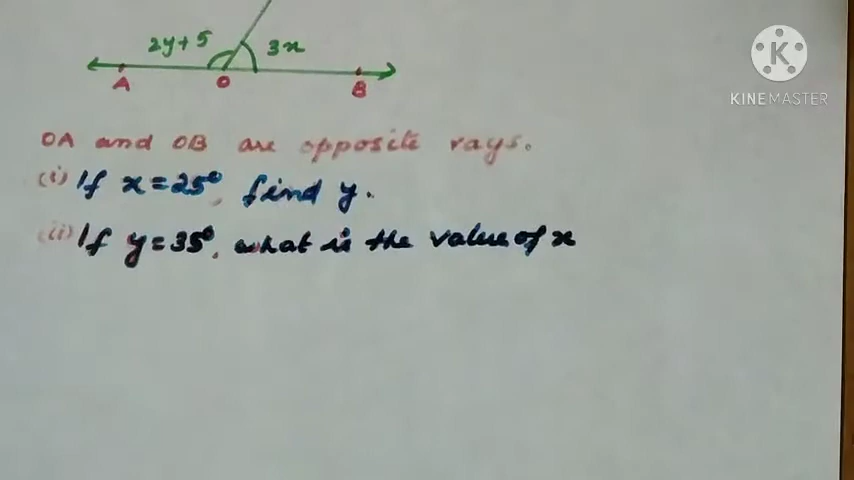 2y+5 3x
A O B
K
KINEMASTER
OA and OB are opposite rays.
(i) If x=25°, find y.
(ii) If y=35°, what is the value of x